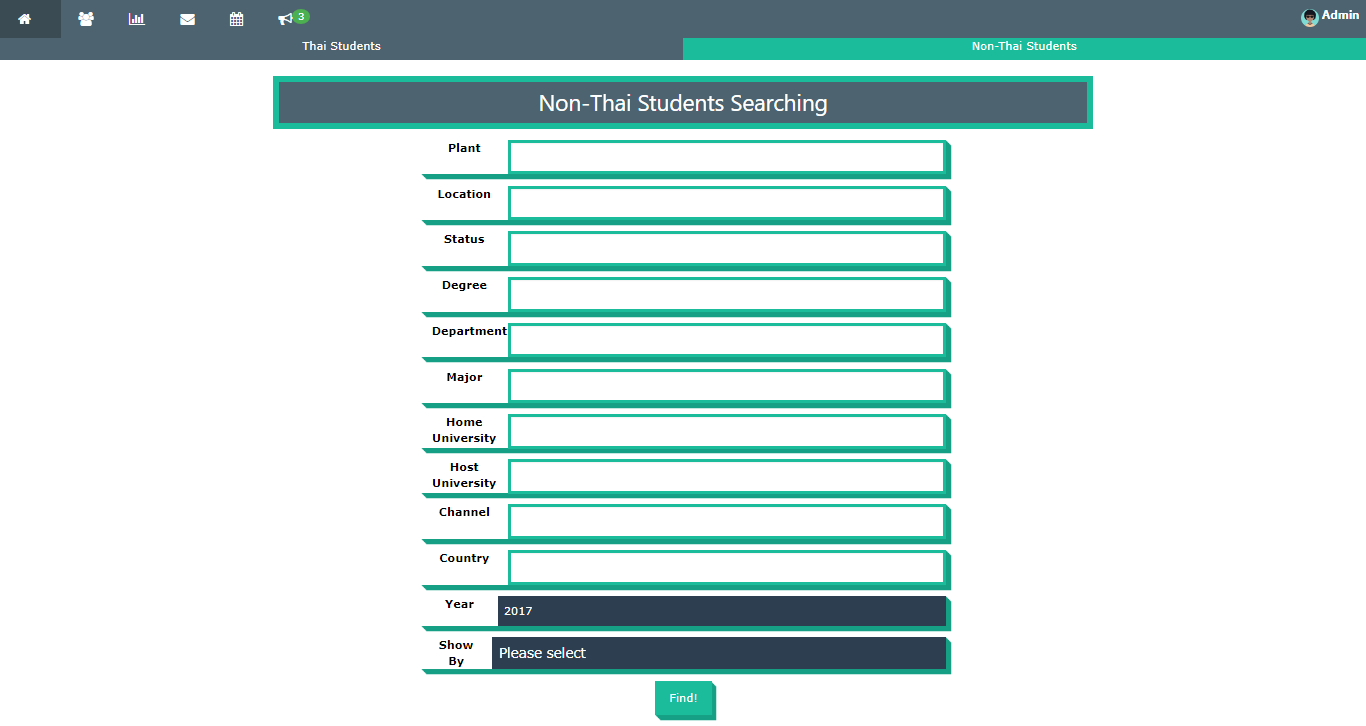 3
Admin
Thai Students
Non-Thai Students
Non-Thai Students Searching
Plant
Location
Status
Degree
Department
Major
Home
University
Host
University
Channel
Country
Year
2017
Show
By
Please select
Find!